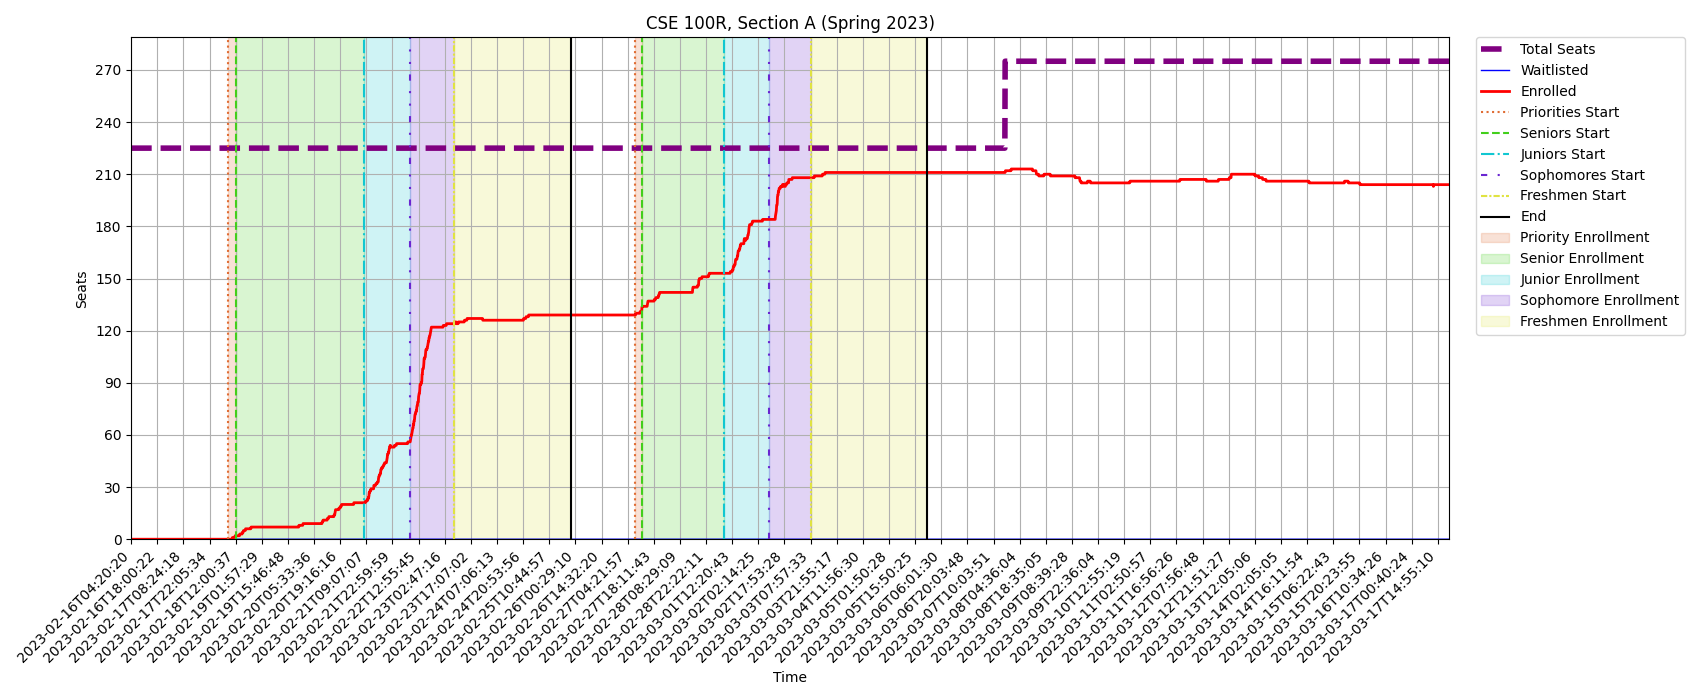 CSE 100R, Section A (Spring 2023)
Seats
270
240
210
180
150
120
90
60
30
0
2023-02-16T04:20:20
2023-02-16T18:00:22
2023-02-17T08:24:18
2023-02-17T22:05:34
2023-02-18T12:00:37
2023-02-19T01:57:29
2023-02-19T15:46:48
2023-02-20T05:33:36
2023-02-20T19:16:16
2023-02-21T09:07:07
2023-02-21T22:59:59
2023-02-22T12:55:45
2023-02-23T02:47:16
2023-02-23T17:07:02
2023-02-24T07:06:13
2023-02-24T20:53:56
2023-02-25T10:44:57
2023-02-26T00:29:10
2023-02-26T14:32:20
2023-02-27T04:21:57
2023-02-27T18:11:43
2023-02-28T08:29:09
2023-02-28T22:22:11
2023-03-01T12:20:43
2023-03-02T02:14:25
2023-03-02T17:53:28
2023-03-03T07:57:33
2023-03-03T21:55:17
2023-03-04T11:56:30
2023-03-05T01:50:28
2023-03-05T15:50:25
2023-03-06T06:01:30
2023-03-06T20:03:48
2023-03-07T10:03:51
2023-03-08T04:36:04
2023-03-08T18:35:05
2023-03-09T08:39:28
2023-03-09T22:36:04
2023-03-10T12:55:19
2023-03-11T02:50:57
2023-03-11T16:56:26
2023-03-12T07:56:48
2023-03-12T21:51:27
2023-03-13T12:05:06
2023-03-14T02:05:05
2023-03-14T16:11:54
2023-03-15T06:22:43
2023-03-15T20:23:55
2023-03-16T10:34:26
2023-03-17T00:40:24
2023-03-17T14:55:10
Time
Total Seats
Waitlisted
Enrolled
Priorities Start
Seniors Start
Juniors Start
Sophomores Start
Freshmen Start
End
Priority Enrollment
Senior Enrollment
Junior Enrollment
Sophomore Enrollment
Freshmen Enrollment